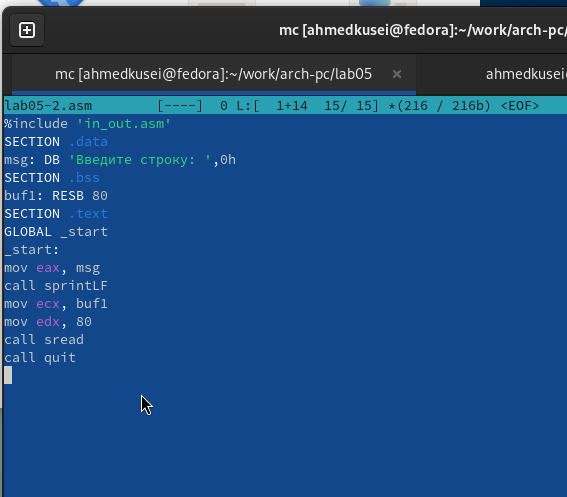 mc [ahmedkusei@fedora]:~/work/arch-pc/
mc [ahmedkusei@fedora]:~/work/arch-pc/lab05 × ahmedkusei
lab05-2.asm [----] 0 L:[ 1+14 15/ 15] *(216 / 216b) <EOF>
%include 'in_out.asm'
SECTION .data
msg: DB 'Введите строку: ',0h
SECTION .bss
buf1: RESB 80
SECTION .text
GLOBAL _start
_start:
mov eax, msg
call sprintLF
mov ecx, buf1
mov edx, 80
call sread
call quit